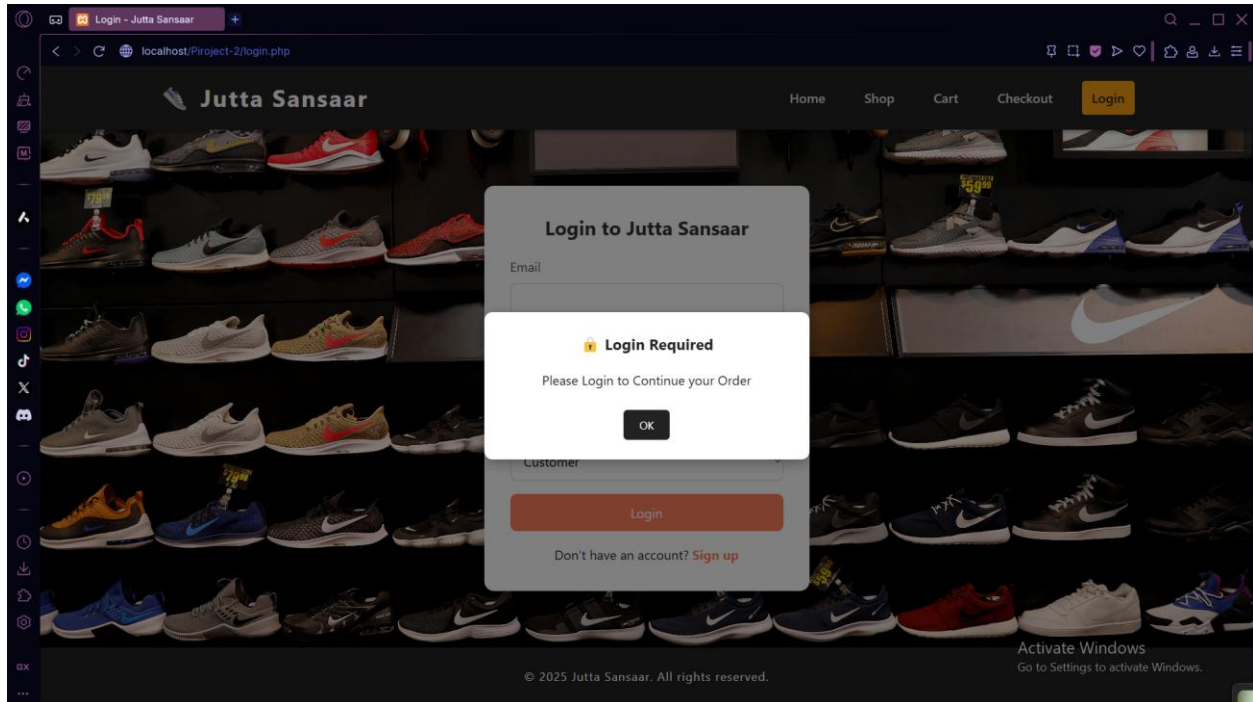 Login - Jutta Sansaar
localhost/Piroject-2/login.php
Jutta Sansaar
Home Shop Cart Checkout Login
$59⁹⁹
Login to Jutta Sansaar
Email
Login Required
Please Login to Continue your Order
OK
Customer
Login
Don't have an account? Sign up
Activate Windows
Go to Settings to activate Windows.
© 2025 Jutta Sansaar. All rights reserved.
GX